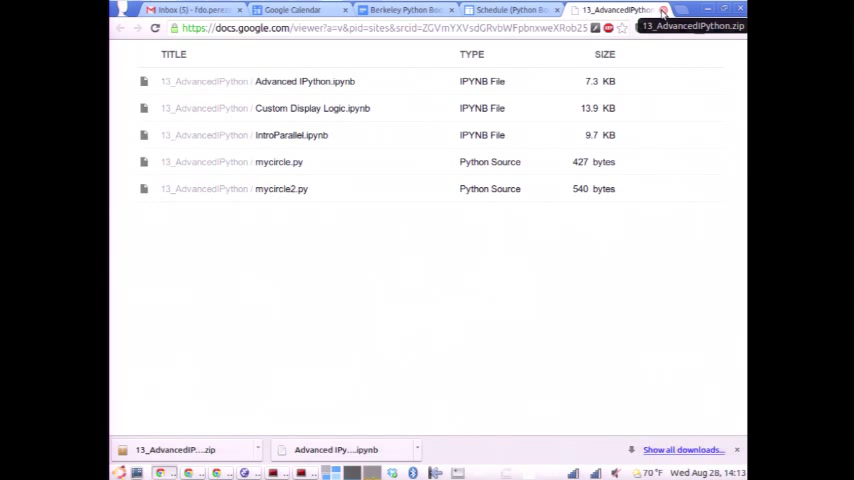 Inbox (5) - fdo.perez
Google Calendar
Berkeley Python Boo
Schedule (Python Bo
13_AdvancedIPython
https://docs.google.com/viewer?a=v&pid=sites&srcid=ZGVmYXVsdGRvbWFpbnxweXRob25
13_AdvancedIPython.zip
TITLE TYPE SIZE
13_AdvancedIPython / Advanced IPython.ipynb IPYNB File 7.3 KB
13_AdvancedIPython / Custom Display Logic.ipynb IPYNB File 13.9 KB
13_AdvancedIPython / IntroParallel.ipynb IPYNB File 9.7 KB
13_AdvancedIPython / mycircle.py Python Source 427 bytes
13_AdvancedIPython / mycircle2.py Python Source 540 bytes
13_AdvancedIP....zip
Advanced IPy....ipynb
Show all downloads...
70°F Wed Aug 28, 14:13